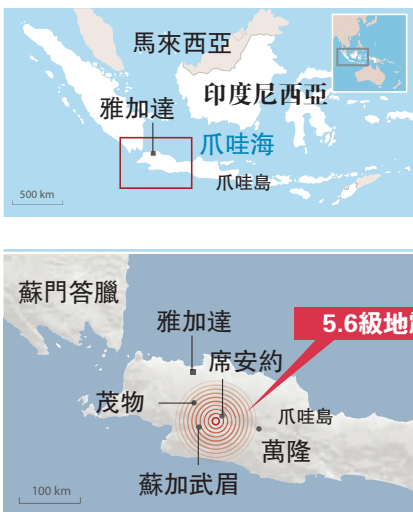 馬來西亞
印度尼西亞
雅加達
爪哇海
爪哇島
500 km
蘇門答臘
雅加達
5.6級地震
席安約
茂物
爪哇島
萬隆
蘇加武眉
100 km